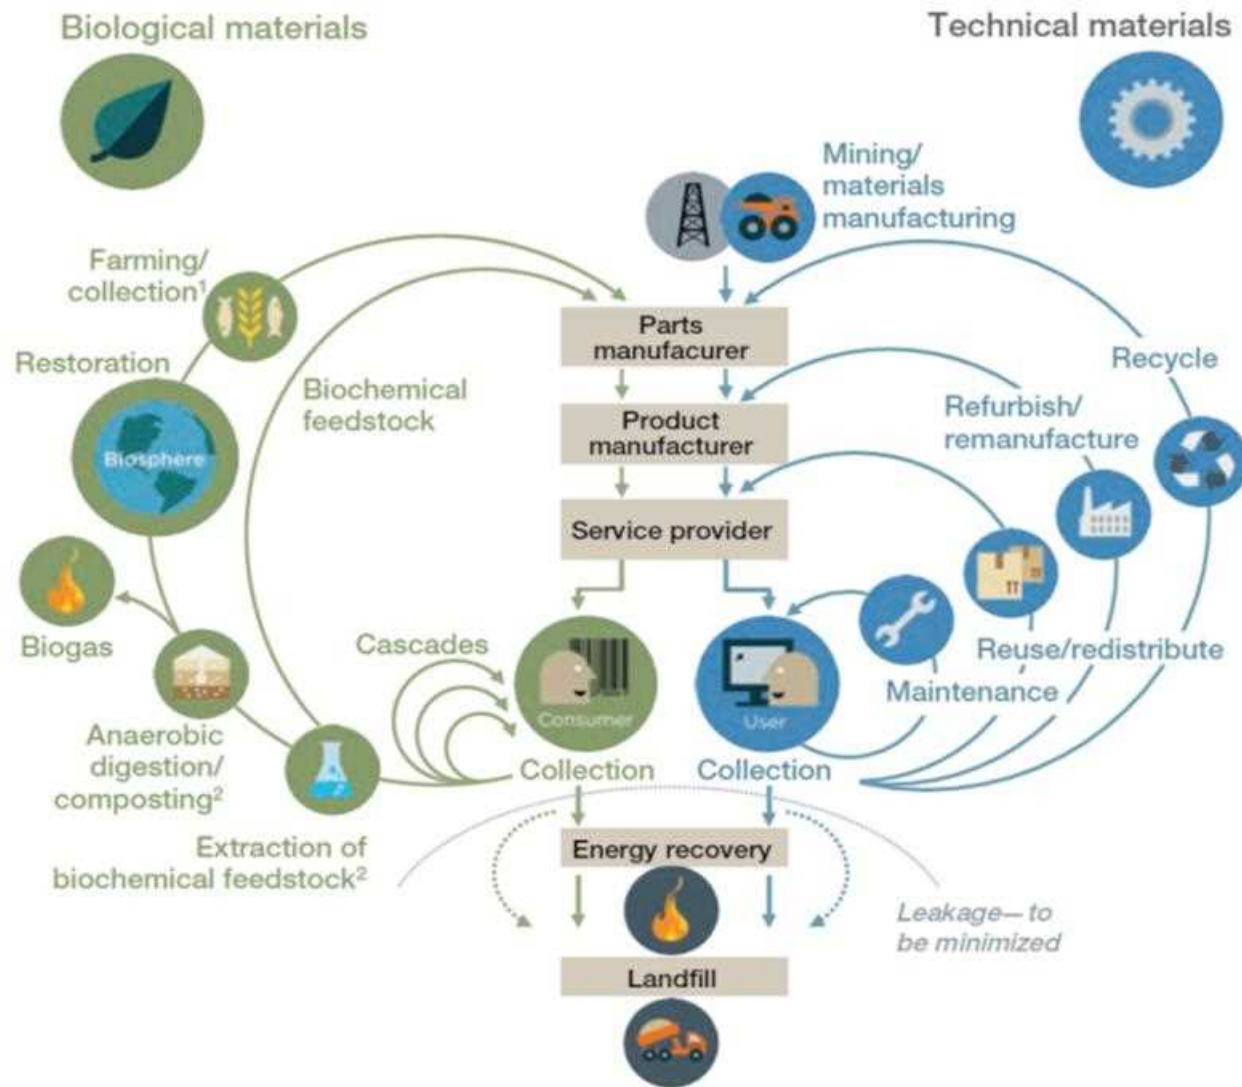 Biological materials
Technical materials
Mining/
materials
manufacturing
Farming/
collection¹
Parts
manufacurer
Restoration
Biochemical
feedstock
Recycle
Refurbish/
remanufacture
Product
manufacturer
Biosphere
Service provider
Biogas
Cascades
Consumer
User
Reuse/redistribute
Maintenance
Anaerobic
digestion/
composting²
Collection
Collection
Extraction of
biochemical feedstock²
Energy recovery
Leakage—to
be minimized
Landfill